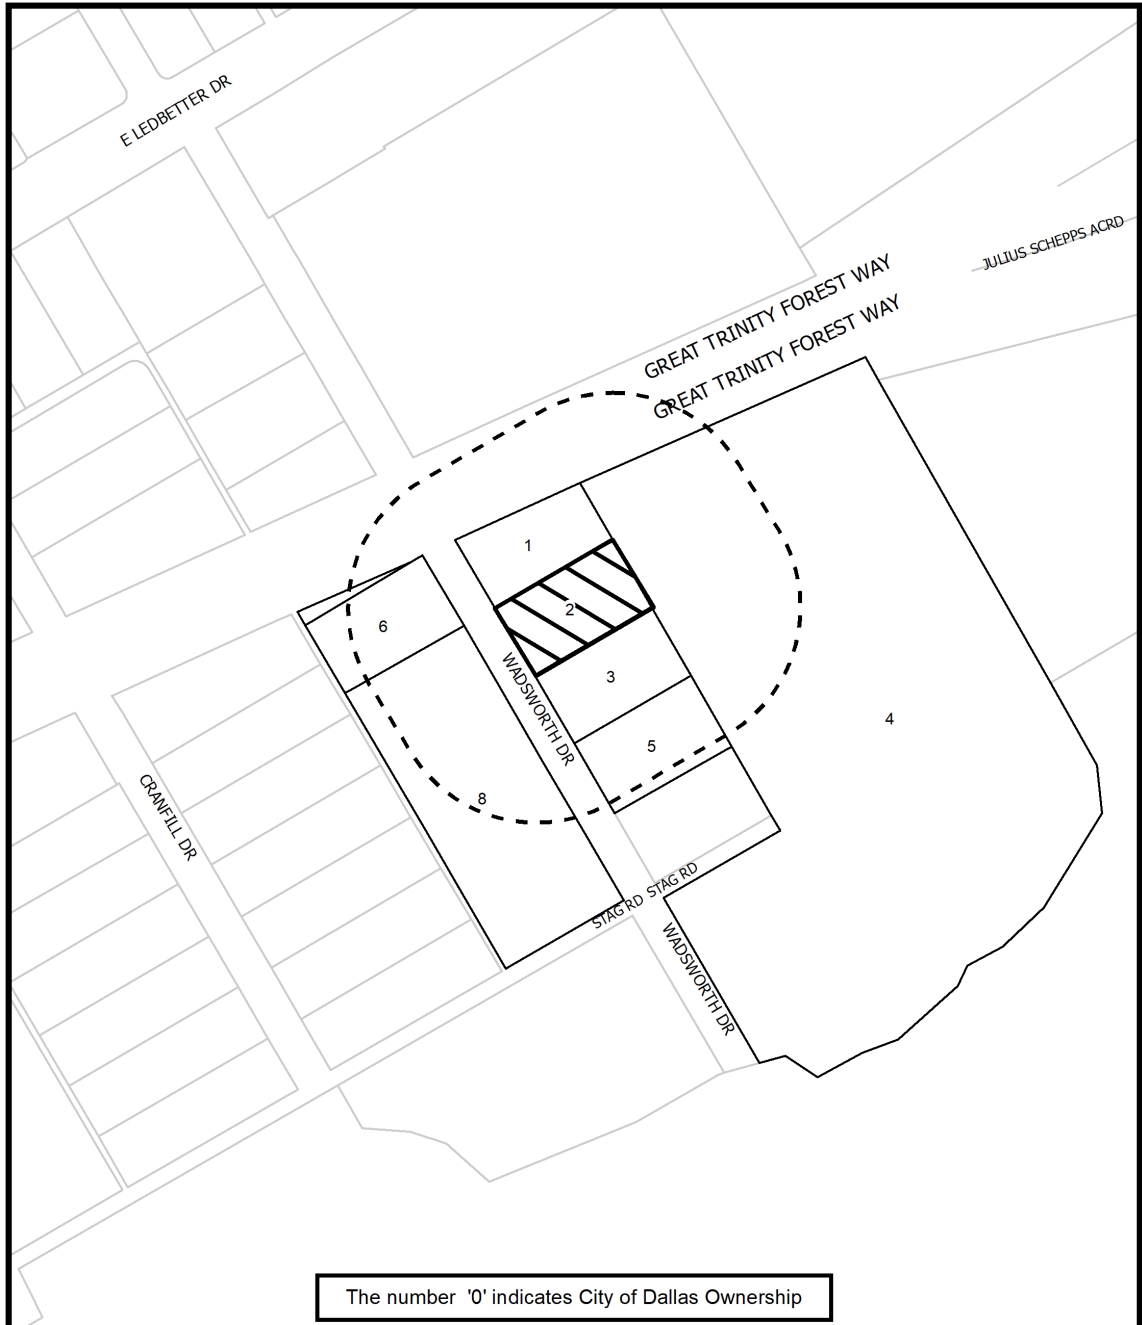 E LEDBETTER DR
JULIUS SCHEPPS ACRD
GREAT TRINITY FOREST WAY
GREAT TRINITY FOREST WAY
1
2
6
3
WADSWORTH DR
4
5
8
CRANFILL DR
STAG RD
STAG RD
WADSWORTH DR
The number '0' indicates City of Dallas Ownership